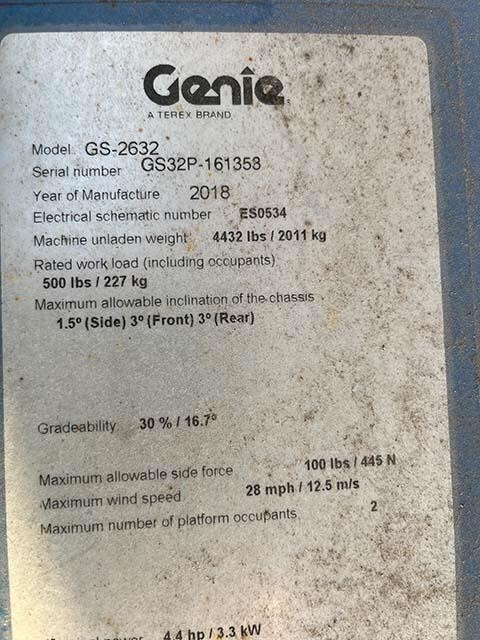 Genie
A TEREX BRAND
Model GS-2632
Serial number GS32P-161358
Year of Manufacture 2018
Electrical schematic number ES0534
Machine unladen weight 4432 lbs / 2011 kg
Rated work load (including occupants)
500 lbs / 227 kg
Maximum allowable inclination of the chassis
1.5º (Side) 3º (Front) 3º (Rear)
Gradeability 30 % / 16.7º
Maximum allowable side force 100 lbs / 445 N
Maximum wind speed 28 mph / 12.5 m/s
Maximum number of platform occupants 2
4.4 hp / 3.3 kW